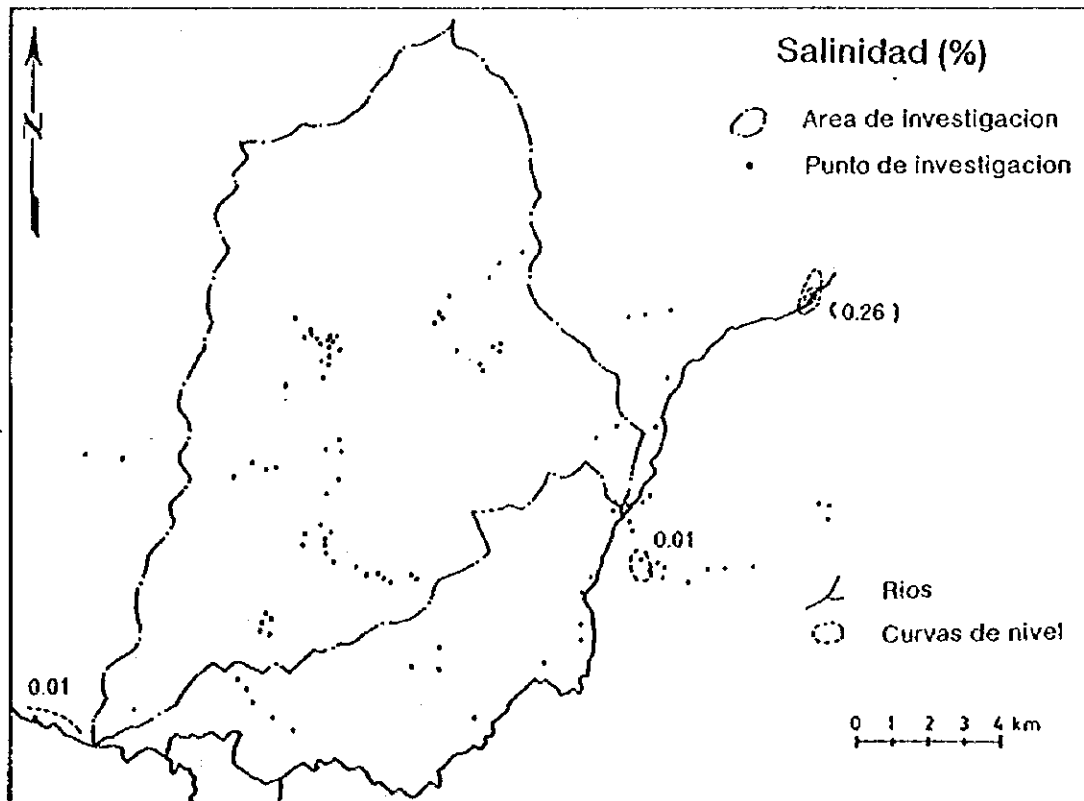 Salinidad (%)
Area de investigacion
Punto de investigacion
N
(0.26)
0.01
Rios
Curvas de nivel
0.01
0 1 2 3 4 km